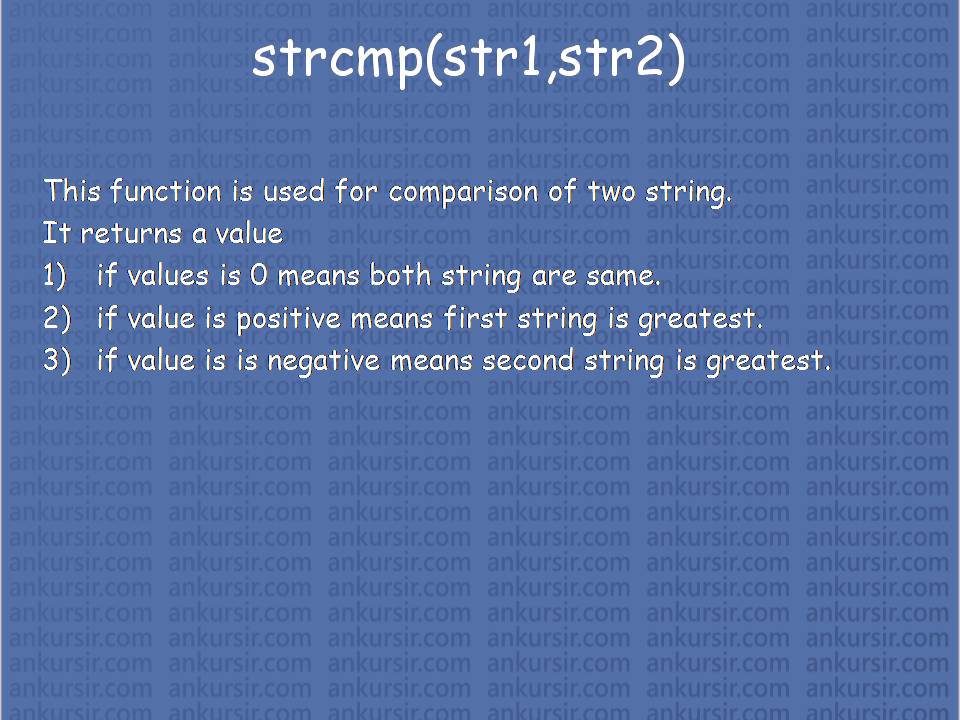 strcmp(str1,str2)
This function is used for comparison of two string.
It returns a value
1) if values is 0 means both string are same.
2) if value is positive means first string is greatest.
3) if value is is negative means second string is greatest.
ankursir.com